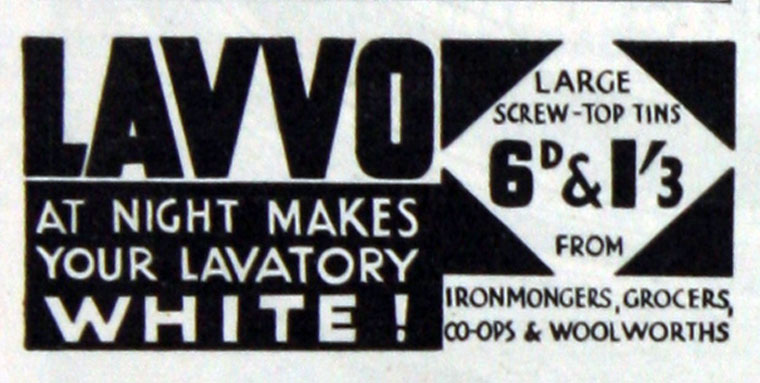 LAVVO
AT NIGHT MAKES
YOUR LAVATORY
WHITE!
LARGE
SCREW-TOP TINS
6D & 1/3
FROM
IRONMONGERS, GROCERS,
CO-OPS & WOOLWORTHS